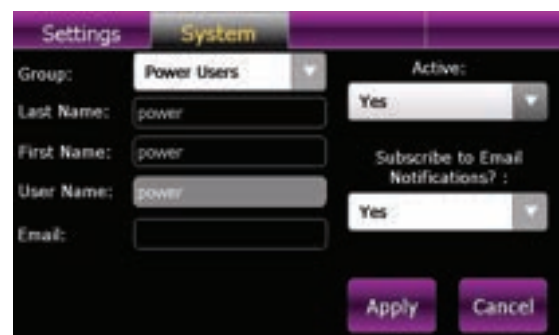 Settings System
Group: Power Users
Last Name: power
First Name: power
User Name: power
Email:
Active:
Yes
Subscribe to Email
Notifications? :
Yes
Apply Cancel